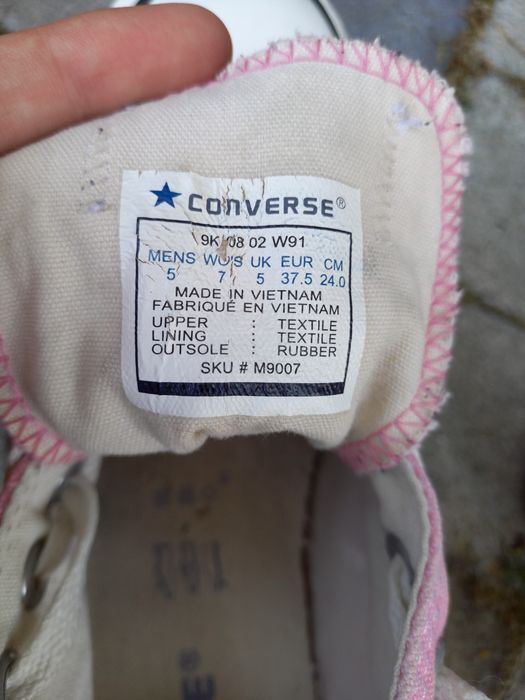 CONVERSE®
9K 08 02 W91
MENS WO'S UK EUR CM
5 7 5 37.5 24.0
MADE IN VIETNAM
FABRIQUÉ EN VIETNAM
UPPER : TEXTILE
LINING : TEXTILE
OUTSOLE : RUBBER
SKU # M9007